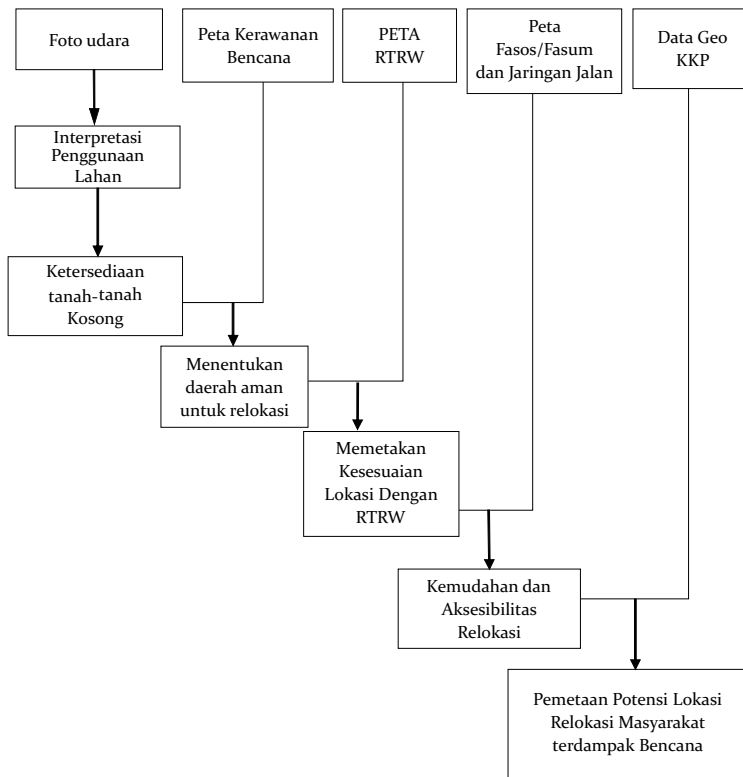 Foto udara
Peta Kerawanan
Bencana
PETA
RTRW
Peta
Fasos/Fasum
dan Jaringan Jalan
Data Geo
KKP
Interpretasi
Penggunaan
Lahan
Ketersediaan
tanah-tanah
Kosong
Menentukan
daerah aman
untuk relokasi
Memetakan
Kesesuaian
Lokasi Dengan
RTRW
Kemudahan dan
Aksesibilitas
Relokasi
Pemetaan Potensi Lokasi
Relokasi Masyarakat
terdampak Bencana